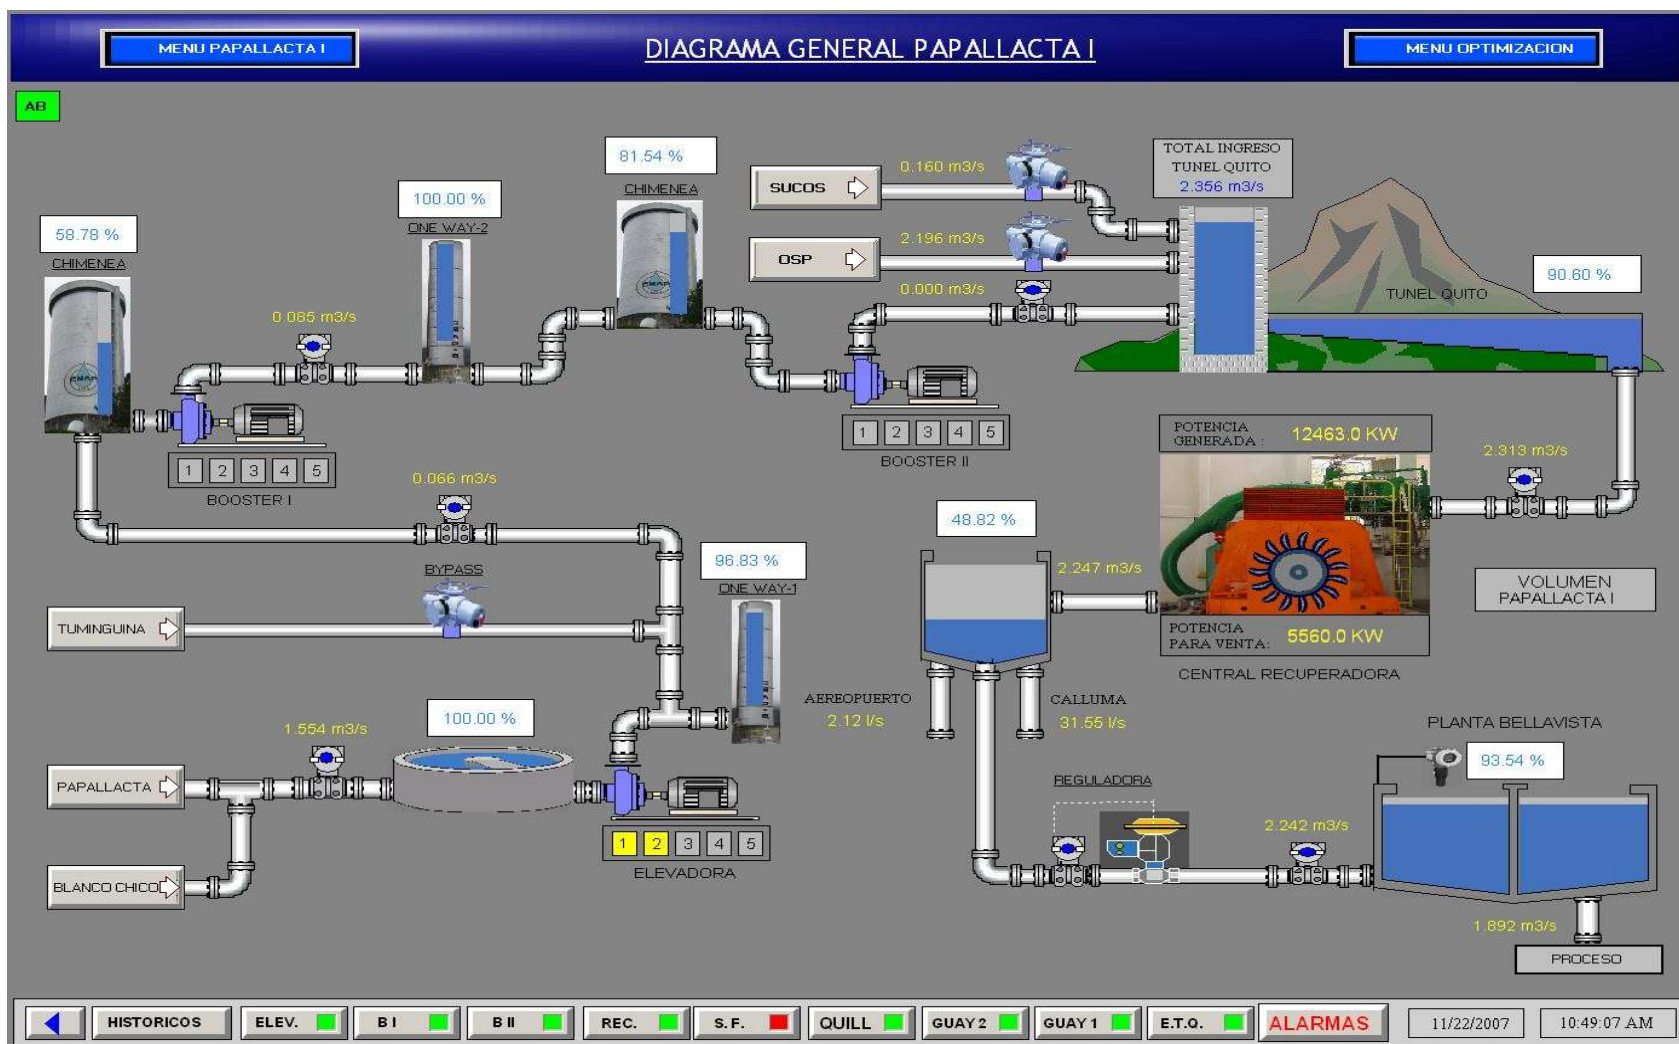 MENU PAPALLACTA I
DIAGRAMA GENERAL PAPALLACTA I
MENU OPTIMIZACION
AB
58.78 %
CHIMENEA
0.085 m3/s
100.00 %
ONE WAY-2
81.54 %
CHIMENEA
SUCOS
0.160 m3/s
OSP
2.196 m3/s
0.000 m3/s
TOTAL INGRESO
TUNEL QUITO
2.356 m3/s
TUNEL QUITO
90.60 %
1 2 3 4 5
BOOSTER I
1 2 3 4 5
BOOSTER II
0.066 m3/s
BYPASS
TUMINGUINA
96.83 %
ONE WAY-1
POTENCIA
GENERADA :
12463.0 KW
2.313 m3/s
48.82 %
2.247 m3/s
POTENCIA
PARA VENTA:
5560.0 KW
CENTRAL RECUPERADORA
VOLUMEN
PAPALLACTA I
AEREOPUERTO
2.12 l/s
CALLUMA
31.55 l/s
PAPALLACTA
1.554 m3/s
100.00 %
BLANCO CHICO
1 2 3 4 5
ELEVADORA
REGULADORA
2.242 m3/s
PLANTA BELLAVISTA
93.54 %
1.892 m3/s
PROCESO
HISTORICOS
ELEV.
B I
B II
REC.
S. F.
QUILL
GUAY 2
GUAY 1
E.T.Q.
ALARMAS
11/22/2007
10:49:07 AM